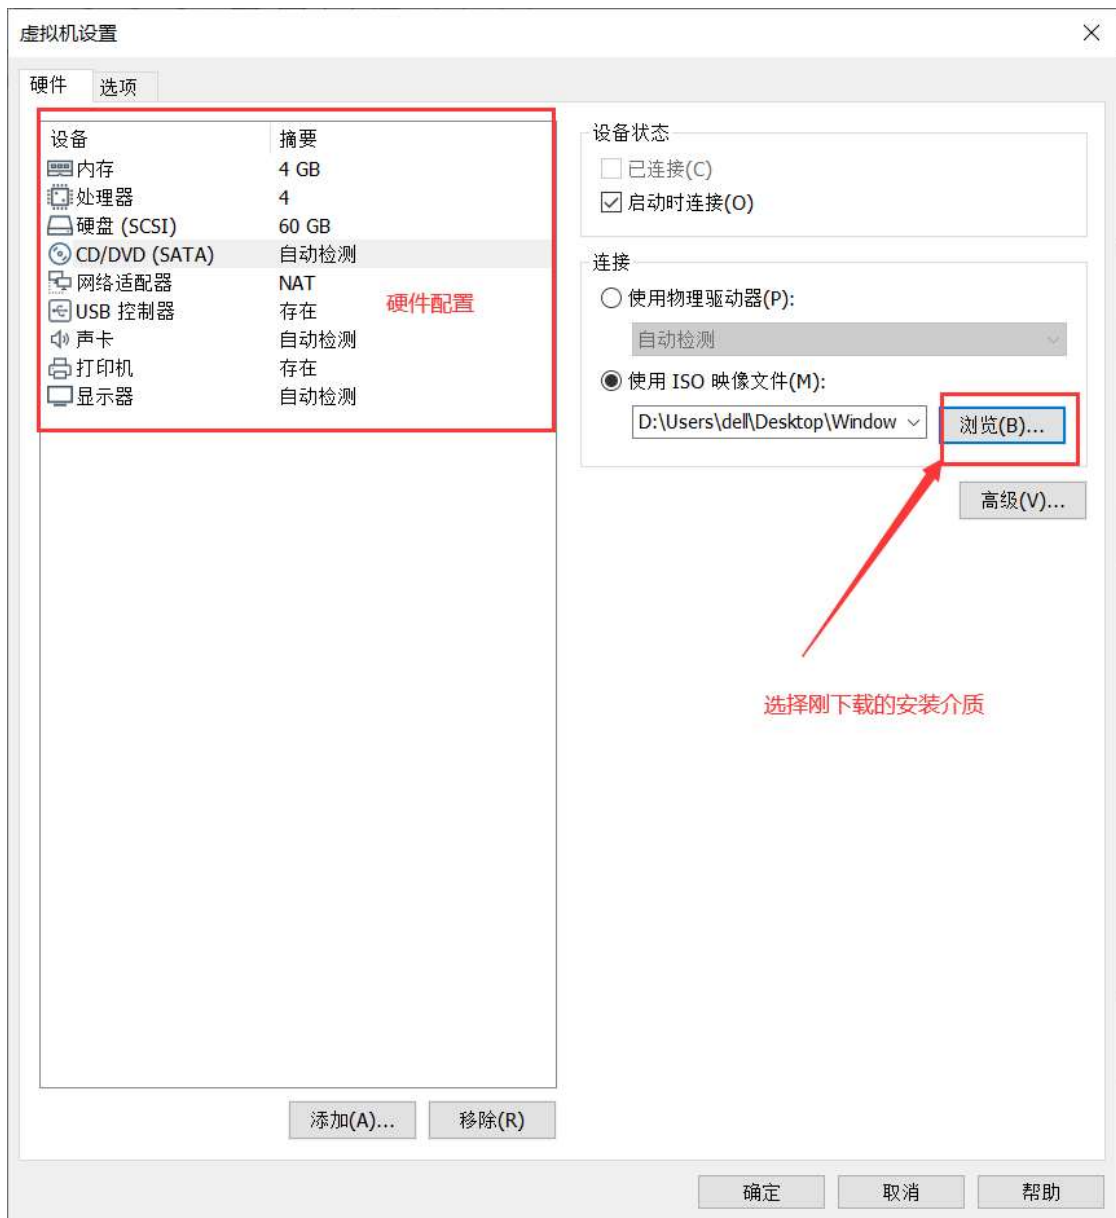 虚拟机设置
硬件 选项
设备 摘要
内存 4 GB
处理器 4
硬盘 (SCSI) 60 GB
CD/DVD (SATA) 自动检测
网络适配器 NAT
USB 控制器 存在
声卡 自动检测
打印机 存在
显示器 自动检测
硬件配置
添加(A)... 移除(R)
设备状态
已连接(C)
启动时连接(O)
连接
使用物理驱动器(P):
自动检测
使用 ISO 映像文件(M):
D:\Users\dell\Desktop\Window 浏览(B)...
高级(V)...
选择刚下载的安装介质
确定 取消 帮助